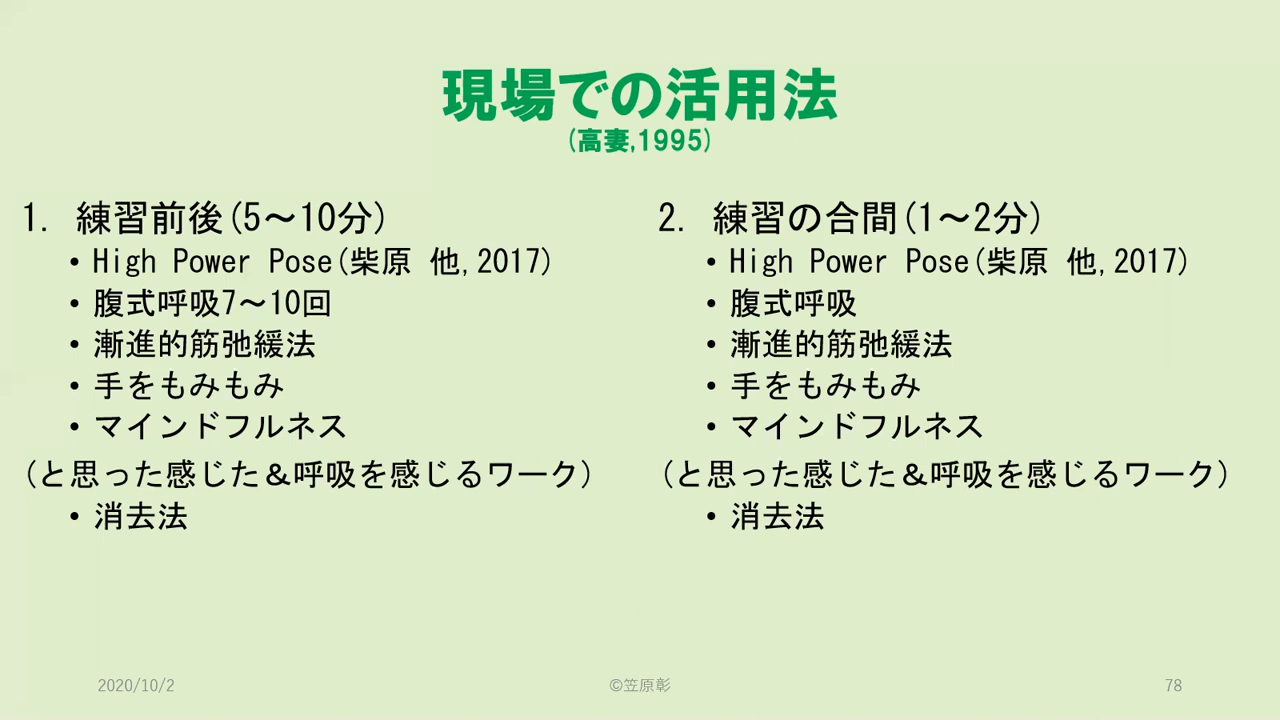 現場での活用法
(高妻,1995)
1. 練習前後(5～10分)
・High Power Pose(柴原 他,2017)
・腹式呼吸7～10回
・漸進的筋弛緩法
・手をもみもみ
・マインドフルネス
(と思った感じた＆呼吸を感じるワーク)
・消去法
2. 練習の合間(1～2分)
・High Power Pose(柴原 他,2017)
・腹式呼吸
・漸進的筋弛緩法
・手をもみもみ
・マインドフルネス
(と思った感じた＆呼吸を感じるワーク)
・消去法
2020/10/2
©笠原彰
78